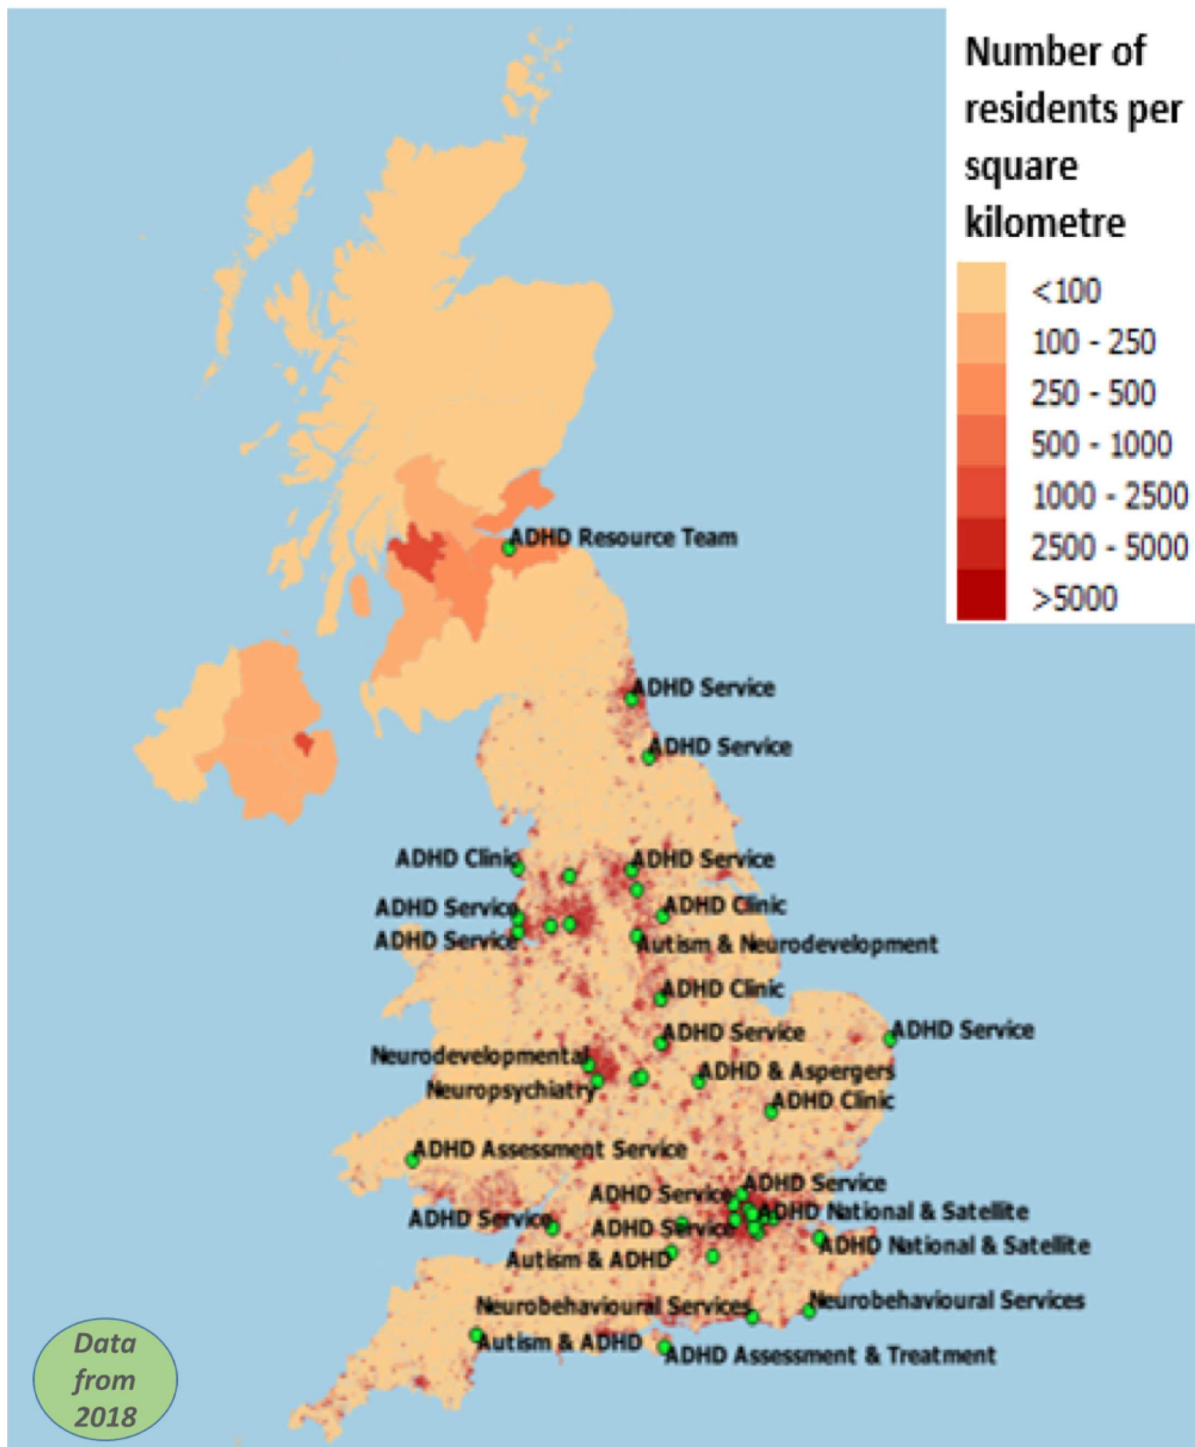 Number of
residents per
square
kilometre
<100
100 - 250
250 - 500
500 - 1000
1000 - 2500
2500 - 5000
>5000
ADHD Resource Team
ADHD Service
ADHD Service
ADHD Clinic
ADHD Service
ADHD Service
ADHD Clinic
ADHD Service
Autism & Neurodevelopment
ADHD Clinic
ADHD Service
ADHD Service
Neurodevelopmental
ADHD & Aspergers
Neuropsychiatry
ADHD Clinic
ADHD Assessment Service
ADHD Service
ADHD Service
ADHD National & Satellite
ADHD Service
ADHD Service
ADHD National & Satellite
Autism & ADHD
Neurobehavioural Services
Neurobehavioural Services
Autism & ADHD
ADHD Assessment & Treatment
Data
from
2018